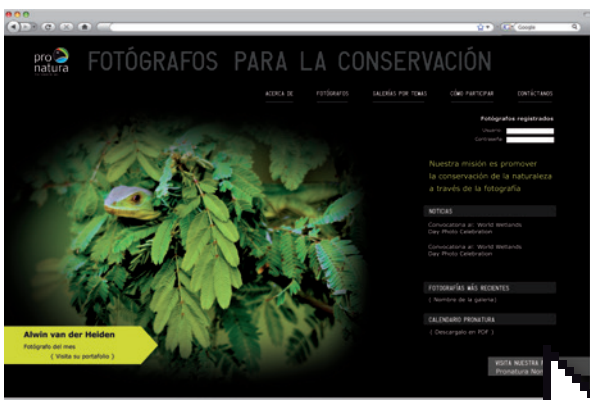 Google
pro
natura
FOTÓGRAFOS PARA LA CONSERVACIÓN
ACERCA DE
FOTÓGRAFOS
GALERÍAS POR TEMAS
CÓMO PARTICIPAR
CONTÁCTANOS
Fotógrafos registrados
Usuario
Contraseña
Nuestra misión es promover
la conservación de la naturaleza
a través de la fotografía
NOTICIAS
Convocatoria al World Wetlands
Day Photo Celebration
Convocatoria al World Wetlands
Day Photo Celebration
FOTOGRAFÍAS MÁS RECIENTES
( Nombre de la galería)
CALENDARIO PRONATURA
( Descargalo en PDF )
Alwin van der Heiden
Fotógrafo del mes
( Visita su portafolio )
VISITA NUESTRA
Pronatura